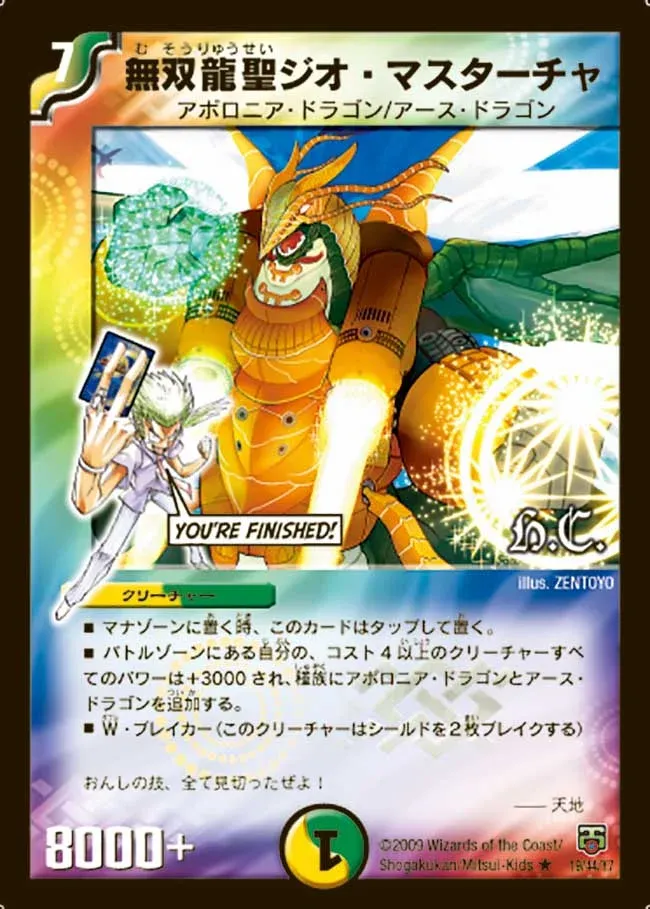 7
む そうりゅうせい
無双龍聖ジオ・マスターチャ
アポロニア・ドラゴン/アース・ドラゴン
YOU'RE FINISHED!
H.C.
illus. ZENTOYO
クリーチャー
■ マナゾーンに置く時、このカードはタップして置く。
■ バトルゾーンにある自分の、コスト４以上のクリーチャーすべ
てのパワーは+3000 され、種族にアポロニア・ドラゴンとアース・
ドラゴンを追加する。
■ W・ブレイカー(このクリーチャーはシールドを２枚ブレイクする)
おんしの技、全て見切ったぜよ！
── 天地
8000+
1
©2009 Wizards of the Coast/
Shogakukan/Mitsui-Kids ★